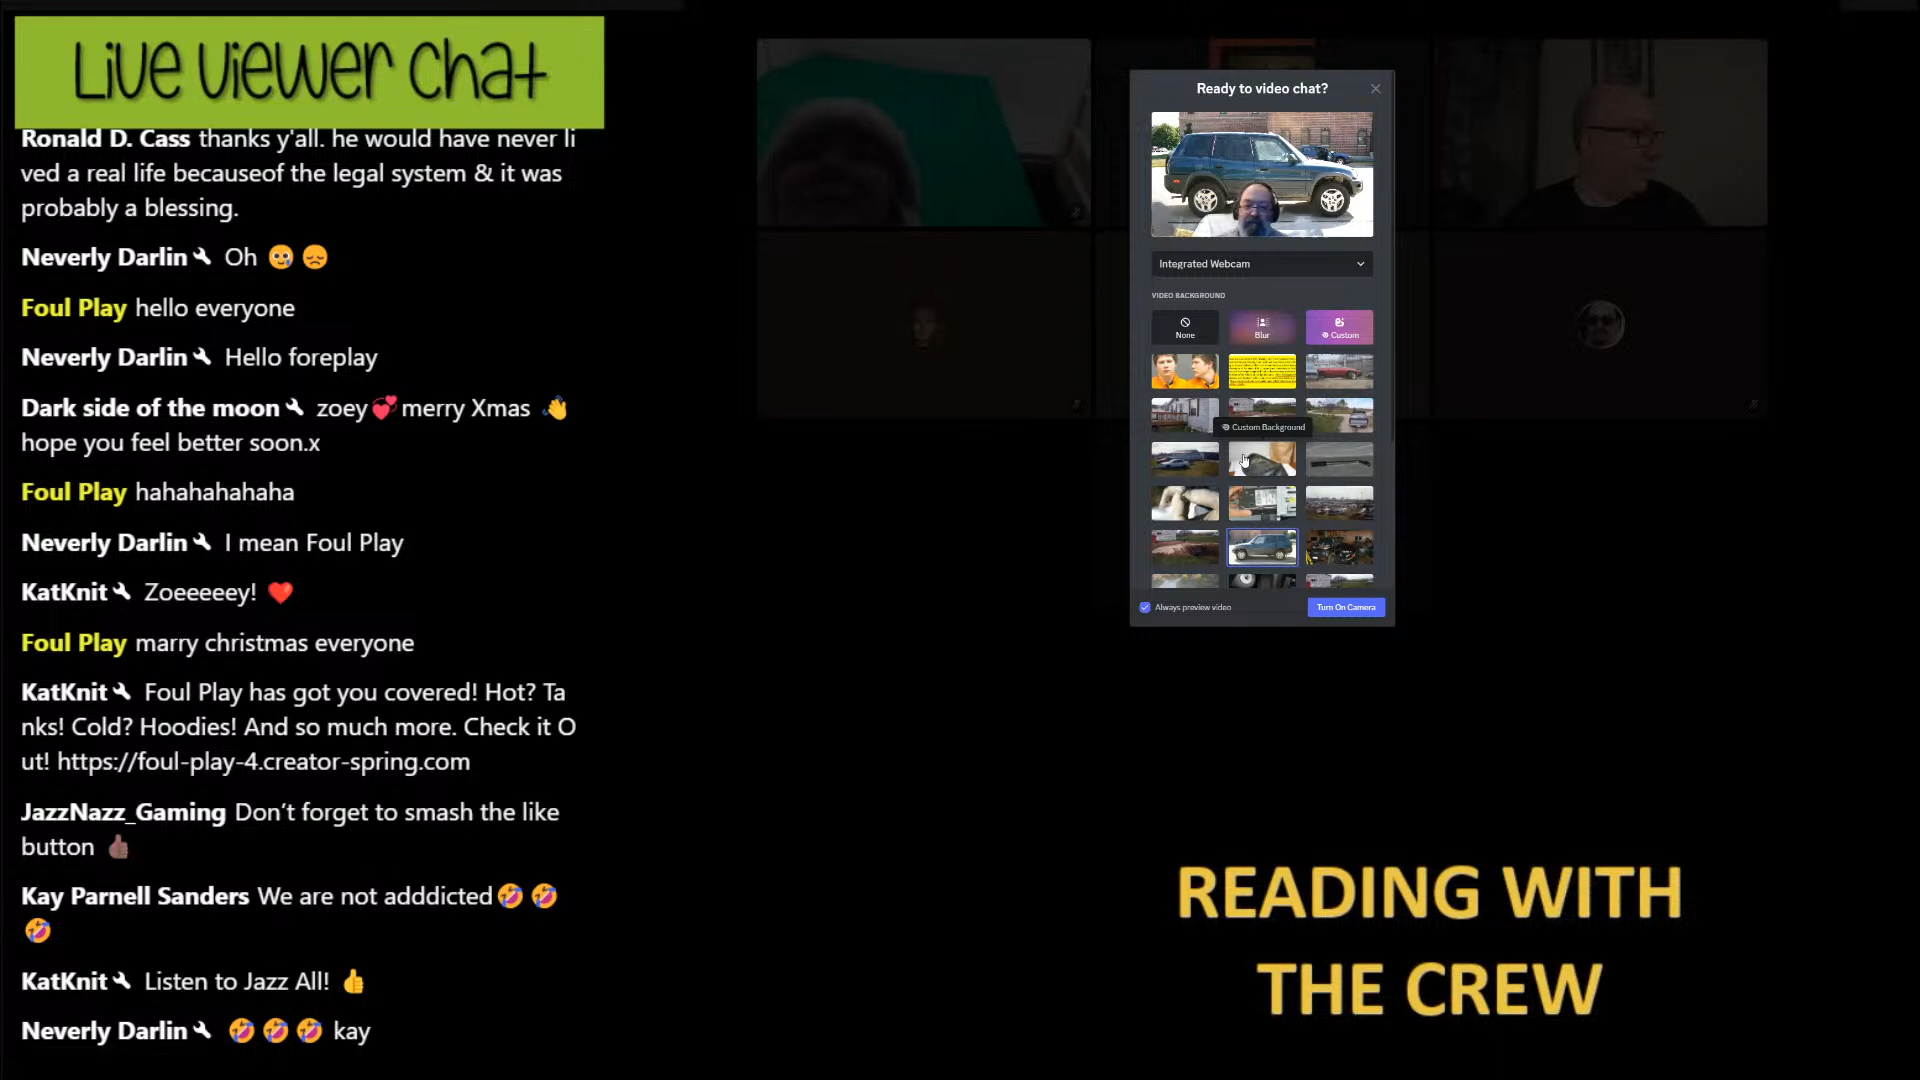 Live Viewer Chat
Ronald D. Cass thanks y'all. he would have never li
ved a real life becauseof the legal system & it was
probably a blessing.
Neverly Darlin Oh 🥲 😞
Foul Play hello everyone
Neverly Darlin Hello foreplay
Dark side of the moon zoey💞merry Xmas 👋
hope you feel better soon.x
Foul Play hahahahahaha
Neverly Darlin I mean Foul Play
KatKnit Zoeeeeey! ❤️
Foul Play marry christmas everyone
KatKnit Foul Play has got you covered! Hot? Ta
nks! Cold? Hoodies! And so much more. Check it O
ut! https://foul-play-4.creator-spring.com
JazzNazz_Gaming Don't forget to smash the like
button 👍🏾
Kay Parnell Sanders We are not adddicted🤣 🤣
🤣
KatKnit Listen to Jazz All! 👍
Neverly Darlin 🤣 🤣 🤣 kay
Ready to video chat?
Integrated Webcam
VIDEO BACKGROUND
None
Blur
Custom
Custom Background
Always preview video
Turn On Camera
READING WITH
THE CREW